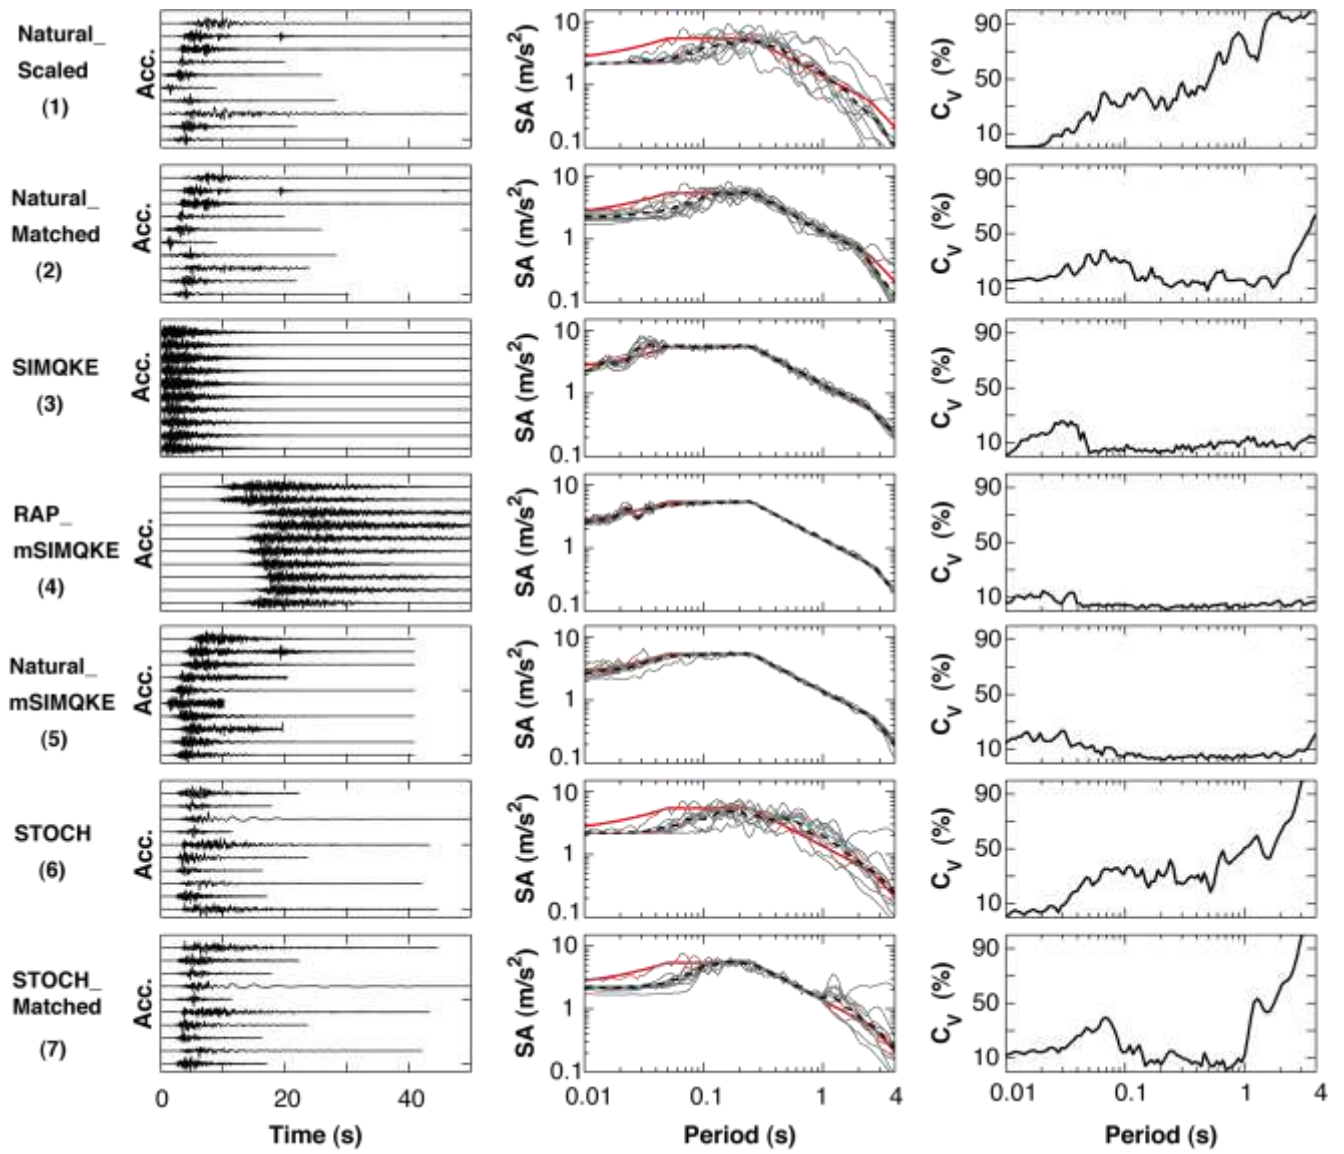 Natural_
Scaled
(1)
Acc.
SA (m/s²)
10
1
0.1
C_V (%)
90
50
10
Natural_
Matched
(2)
Acc.
SA (m/s²)
10
1
0.1
C_V (%)
90
50
10
SIMQKE
(3)
Acc.
SA (m/s²)
10
1
0.1
C_V (%)
90
50
10
RAP_
mSIMQKE
(4)
Acc.
SA (m/s²)
10
1
0.1
C_V (%)
90
50
10
Natural_
mSIMQKE
(5)
Acc.
SA (m/s²)
10
1
0.1
C_V (%)
90
50
10
STOCH
(6)
Acc.
SA (m/s²)
10
1
0.1
C_V (%)
90
50
10
STOCH_
Matched
(7)
Acc.
SA (m/s²)
10
1
0.1
C_V (%)
90
50
10
0 20 40
0.01 0.1 1 4
0.01 0.1 1 4
Time (s)
Period (s)
Period (s)